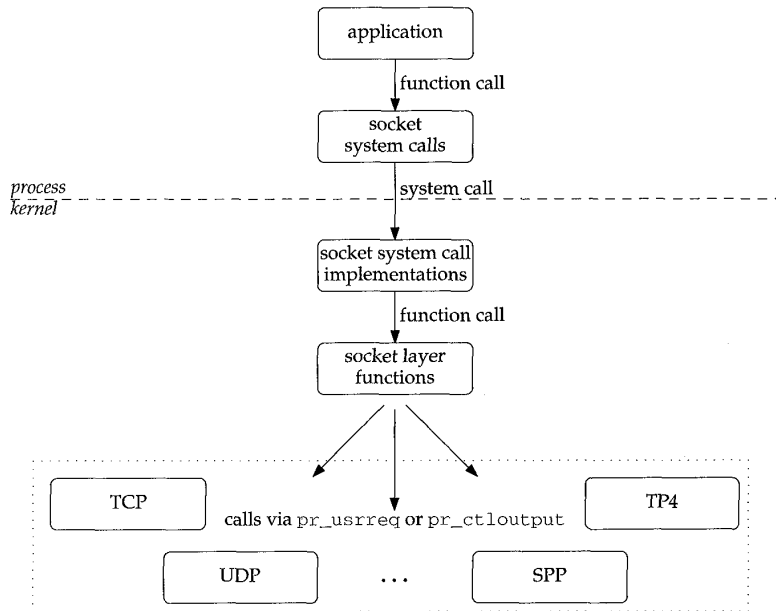 application
function call
socket
system calls
process
system call
kernel
socket system call
implementations
function call
socket layer
functions
TCP
TP4
calls via pr_usrreq or pr_ctloutput
UDP
...
SPP